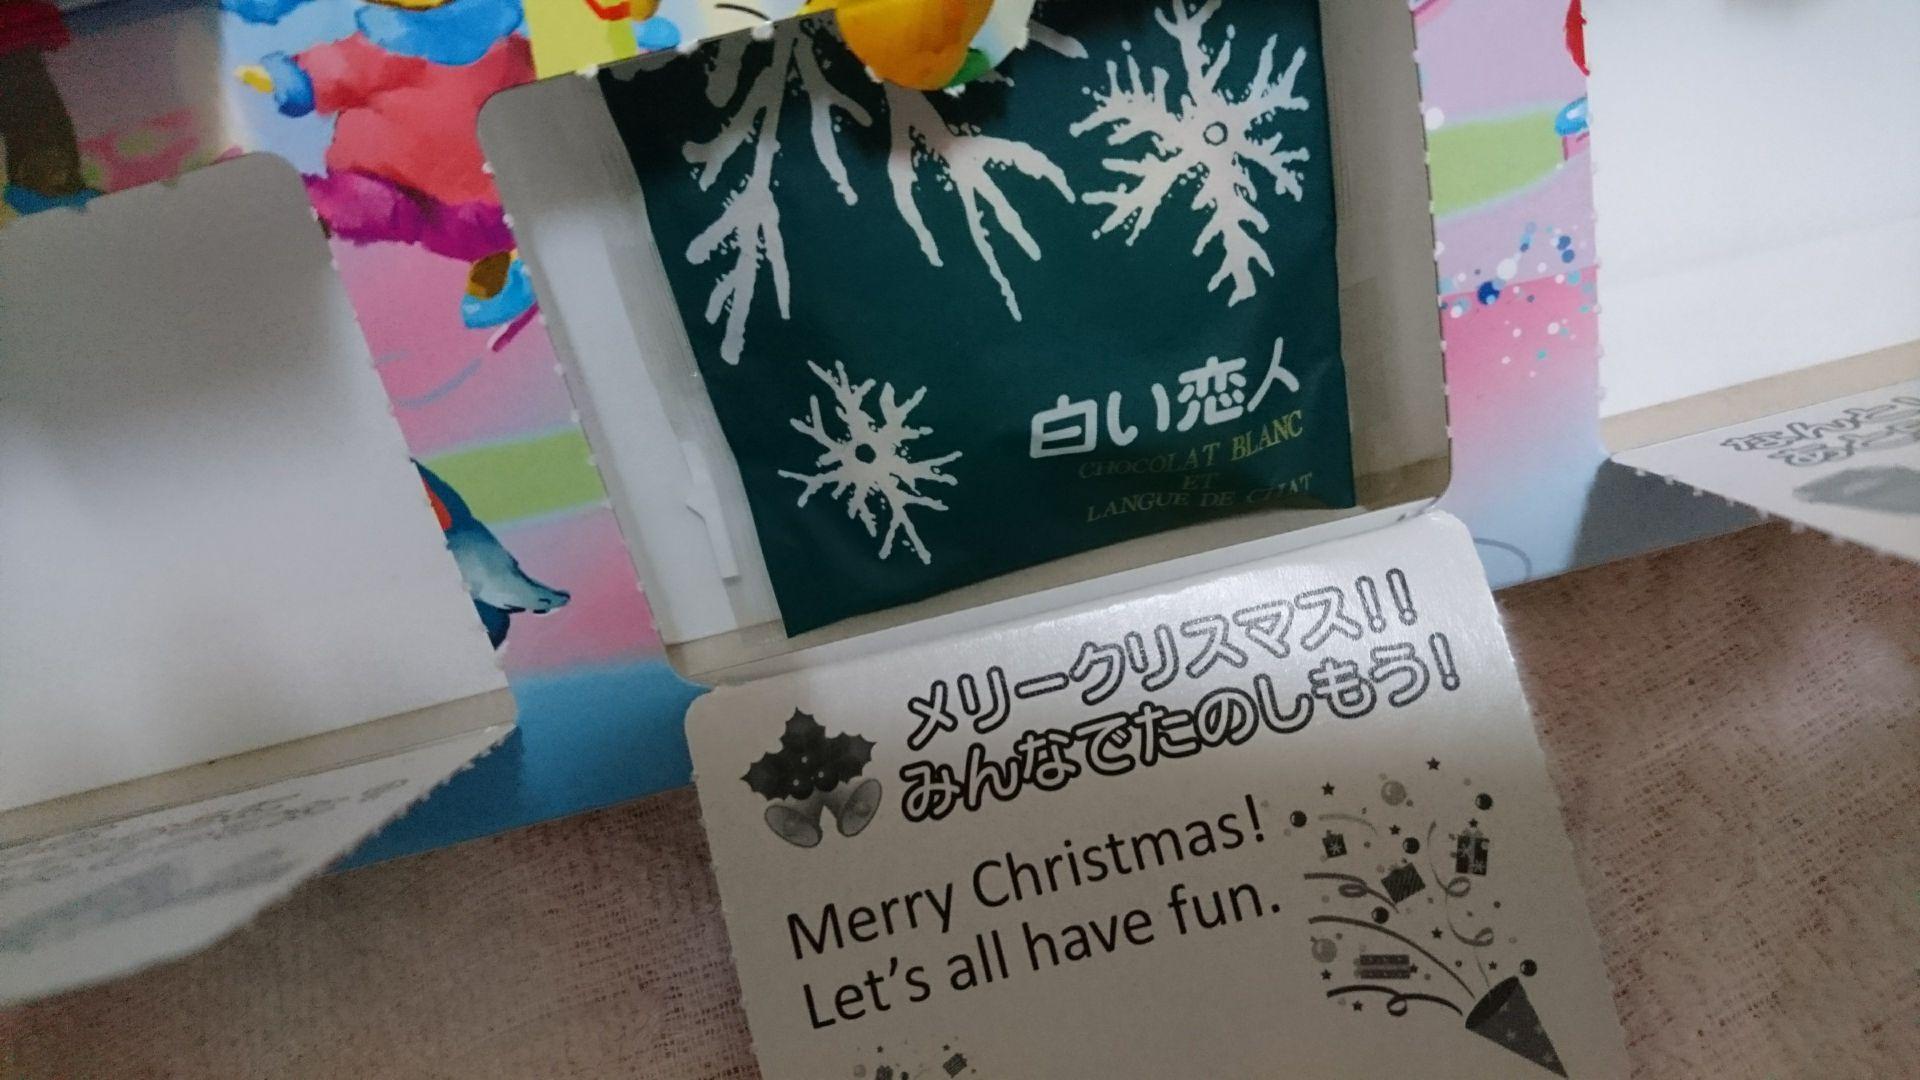 白い恋人
CHOCOLAT BLANC
ET
LANGUE DE CHAT
メリークリスマス!!
みんなでたのしもう!
Merry Christmas!
Let's all have fun.